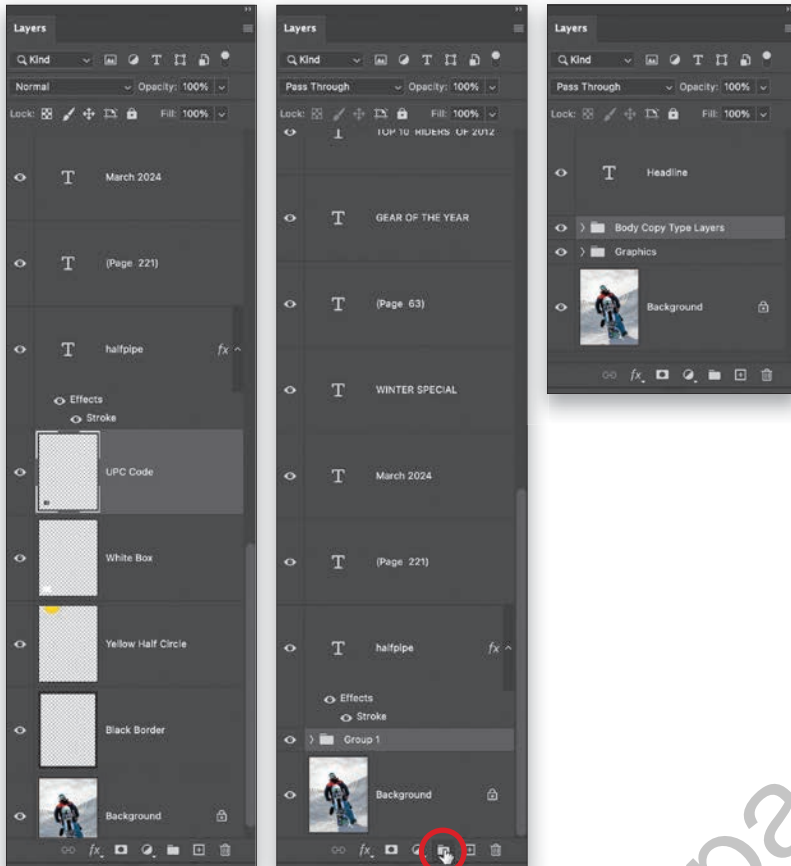 Layers
Kind
Normal
Opacity: 100%
Lock:
Fill: 100%
March 2024
(Page 221)
halfpipe
fx
Effects
Stroke
UPC Code
White Box
Yellow Half Circle
Black Border
Background
fx
Layers
Kind
Pass Through
Opacity: 100%
Lock:
Fill: 100%
TOP 10 RIDERS OF 2012
GEAR OF THE YEAR
(Page 63)
WINTER SPECIAL
March 2024
(Page 221)
halfpipe
fx
Effects
Stroke
Group 1
Background
fx
Layers
Kind
Pass Through
Opacity: 100%
Lock:
Fill: 100%
Headline
Body Copy Type Layers
Graphics
Background
fx